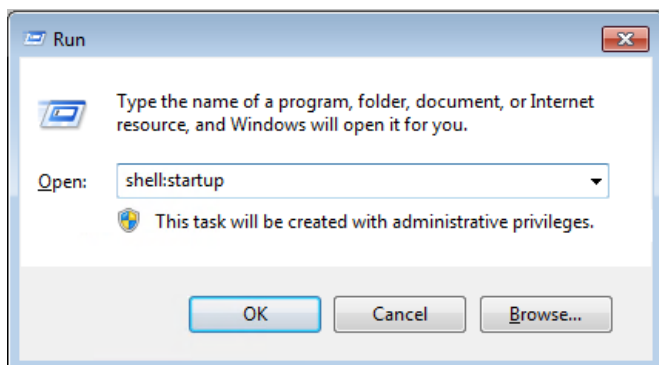 Run
Type the name of a program, folder, document, or Internet
resource, and Windows will open it for you.
Open: shell:startup
This task will be created with administrative privileges.
OK Cancel Browse...